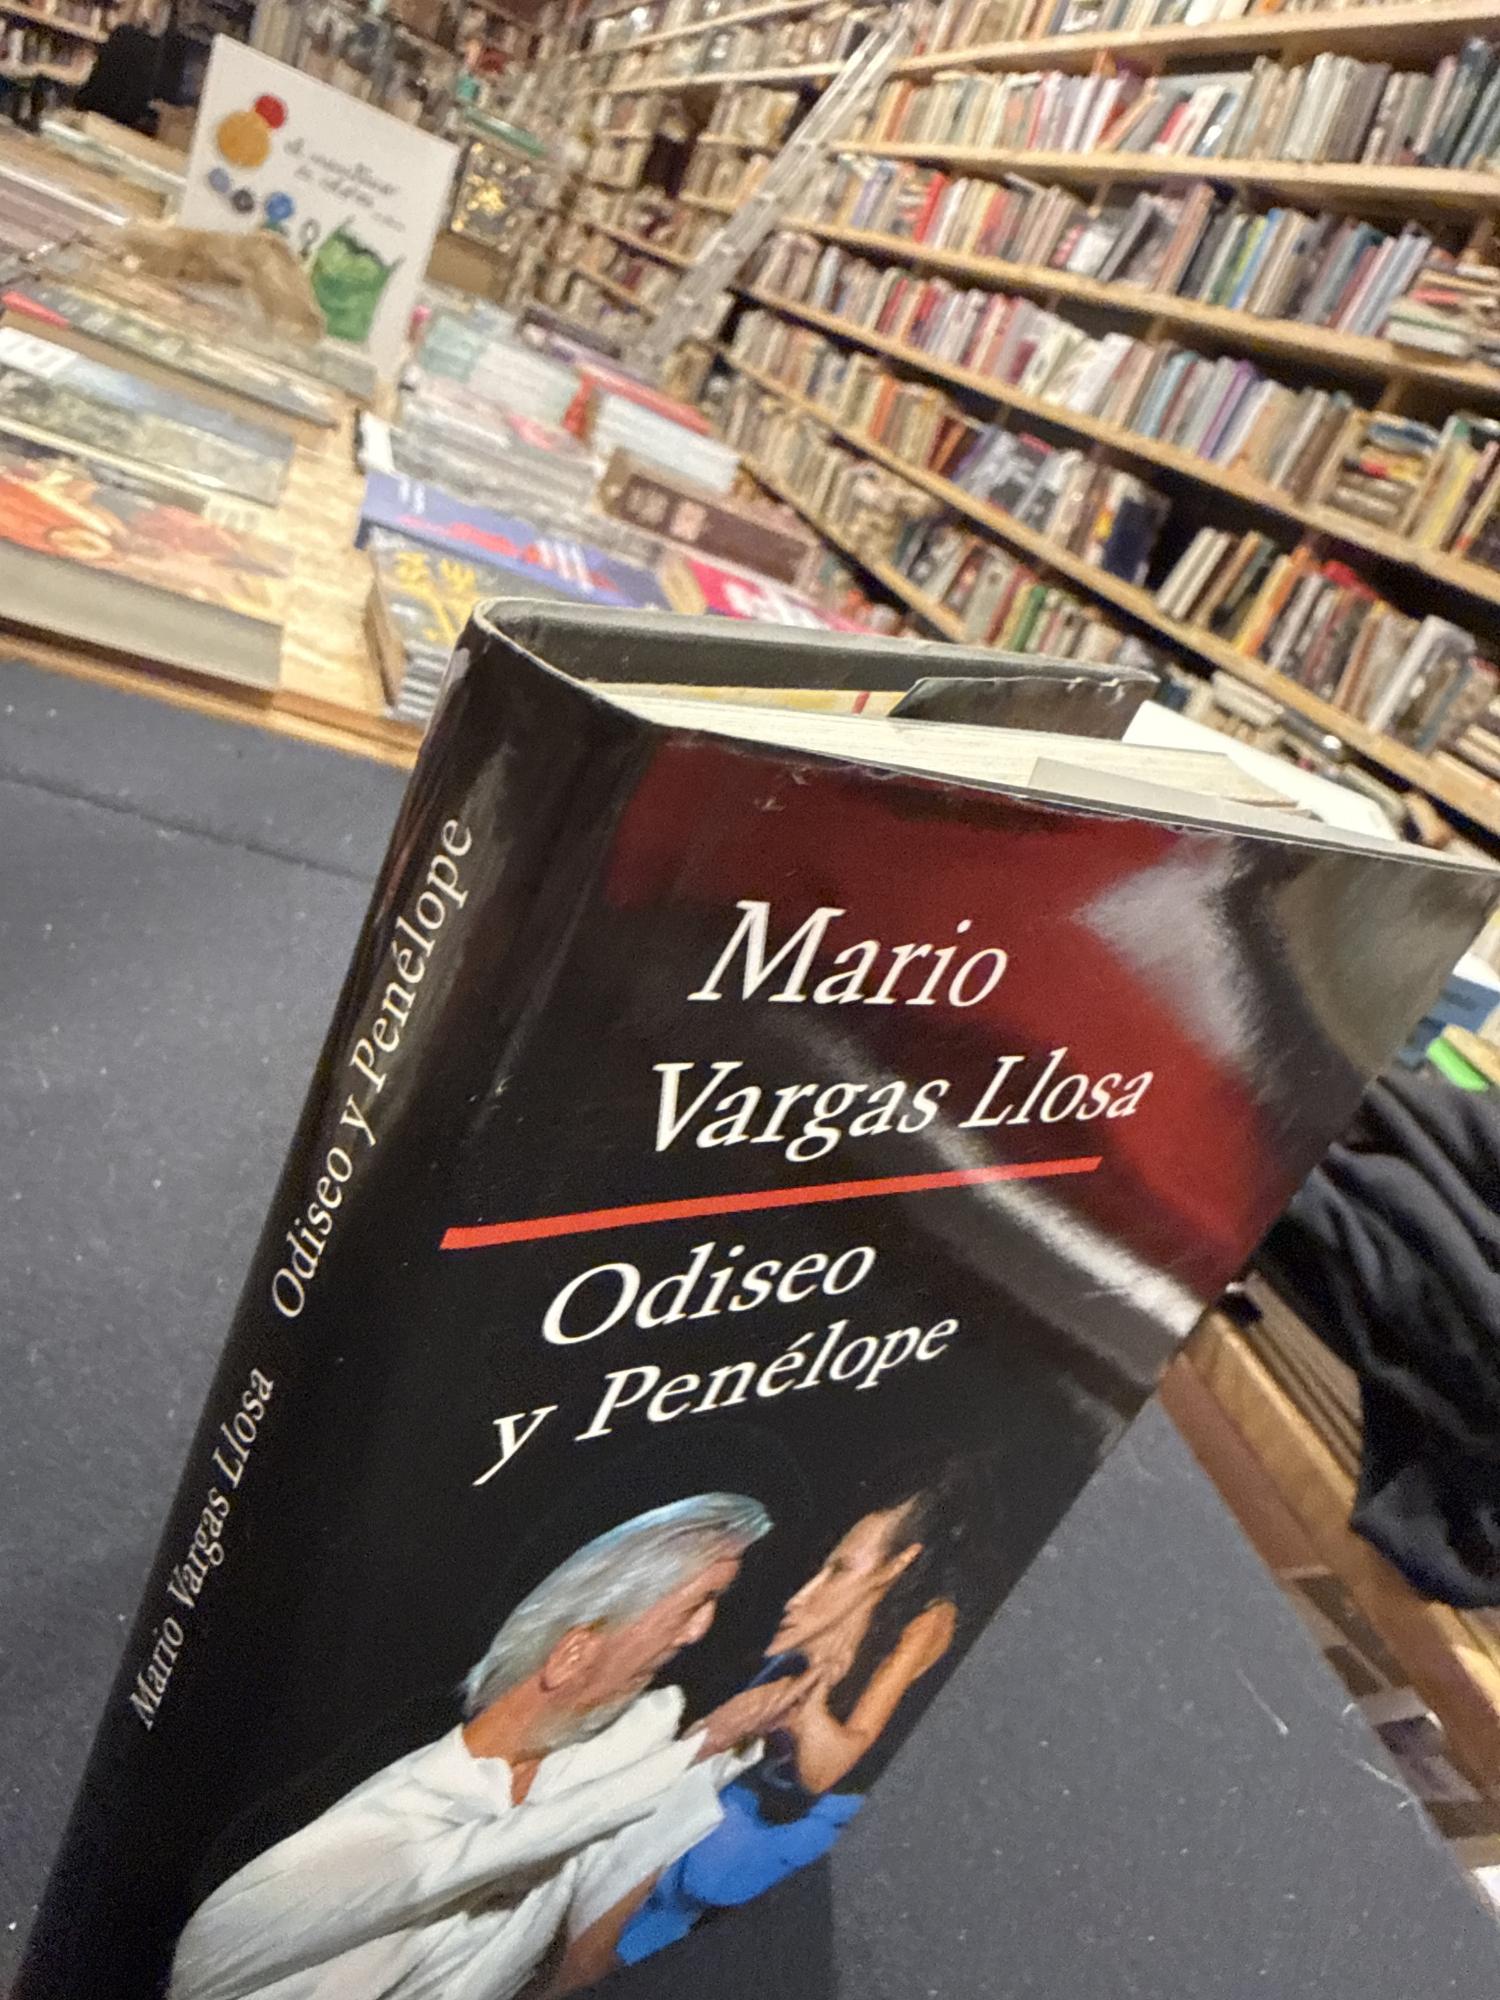 Mario
Vargas Llosa
Odiseo
y Penélope
Mario Vargas Llosa Odiseo y Penélope